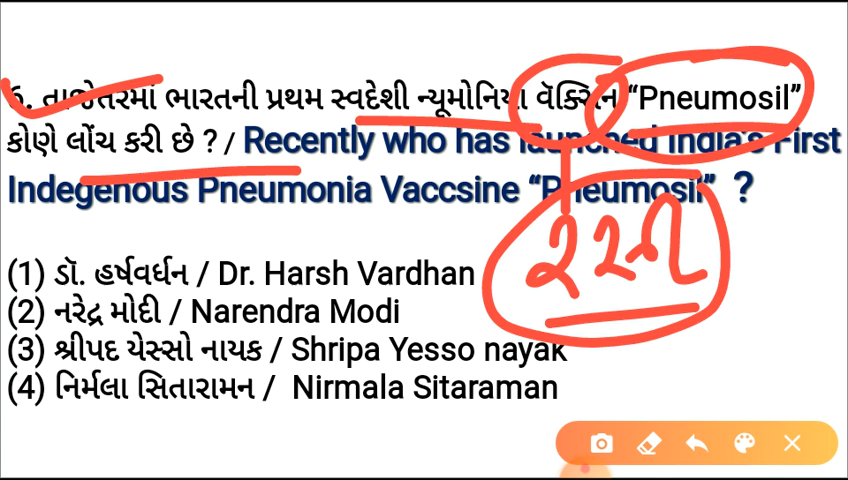 6. તાજેતરમાં ભારતની પ્રથમ સ્વદેશી ન્યૂમોનિયા વૅક્સિન “Pneumosil”
કોણે લોંચ કરી છે ? / Recently who has launched India's First
Indegenous Pneumonia Vaccsine “Pneumosil” ?
રસી
(1) ડૉ. હર્ષવર્ધન / Dr. Harsh Vardhan
(2) નરેદ્ર મોદી / Narendra Modi
(3) શ્રીપદ યેસ્સો નાયક / Shripa Yesso nayak
(4) નિર્મલા સિતારામન / Nirmala Sitaraman